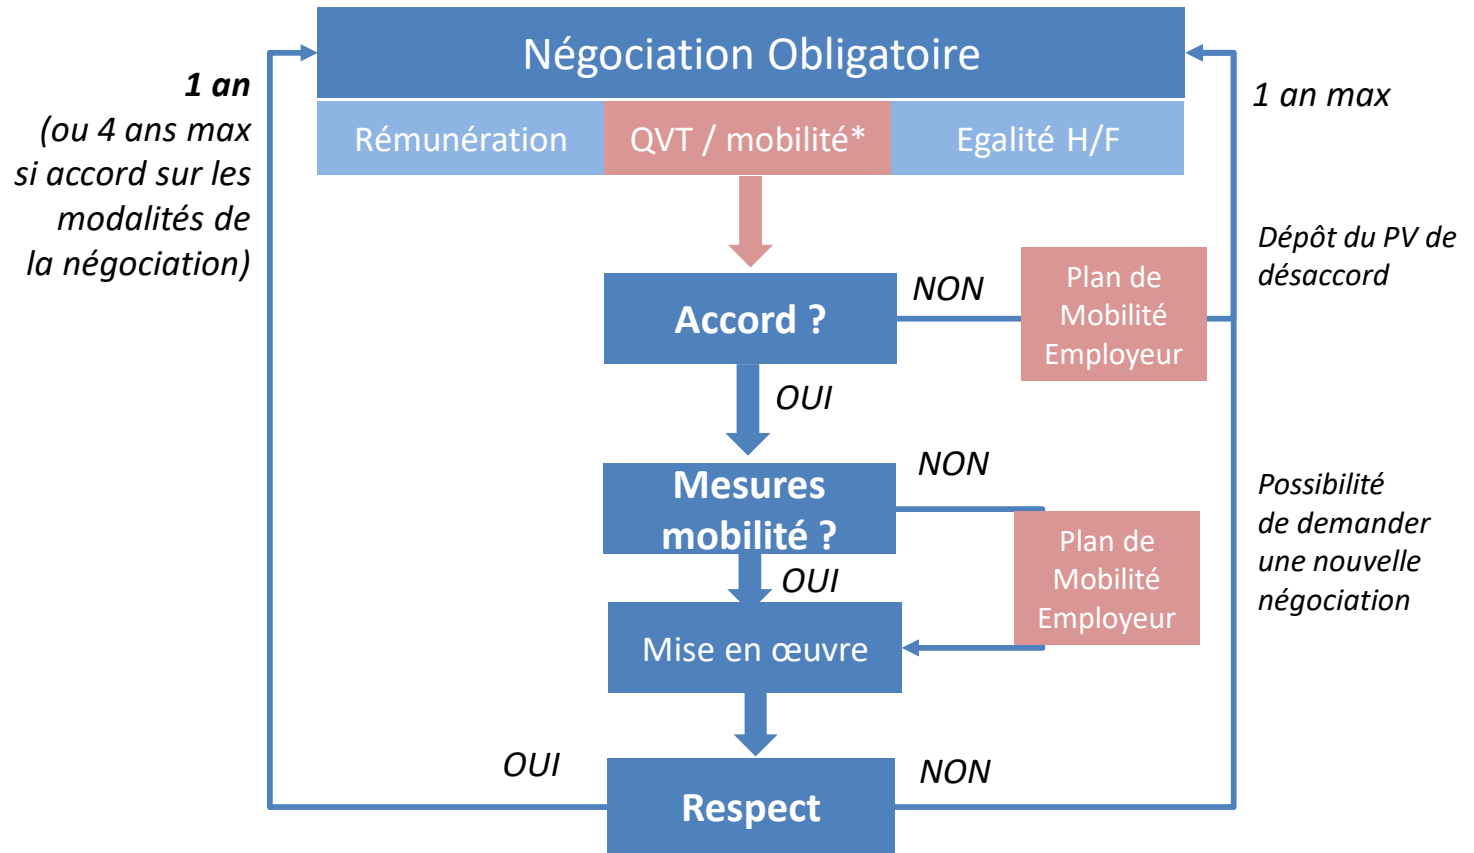 Négociation Obligatoire
Rémunération
QVT / mobilité*
Egalité H/F
1 an
(ou 4 ans max
si accord sur les
modalités de
la négociation)
1 an max
Dépôt du PV de
désaccord
Accord ?
NON
Plan de
Mobilité
Employeur
OUI
Mesures
mobilité ?
NON
Plan de
Mobilité
Employeur
Possibilité
de demander
une nouvelle
négociation
OUI
Mise en œuvre
OUI
Respect
NON